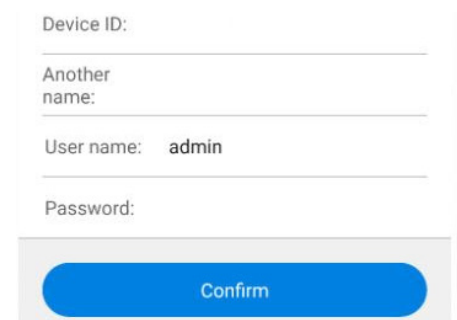 Device ID:
Another
name:
User name: admin
Password:
Confirm